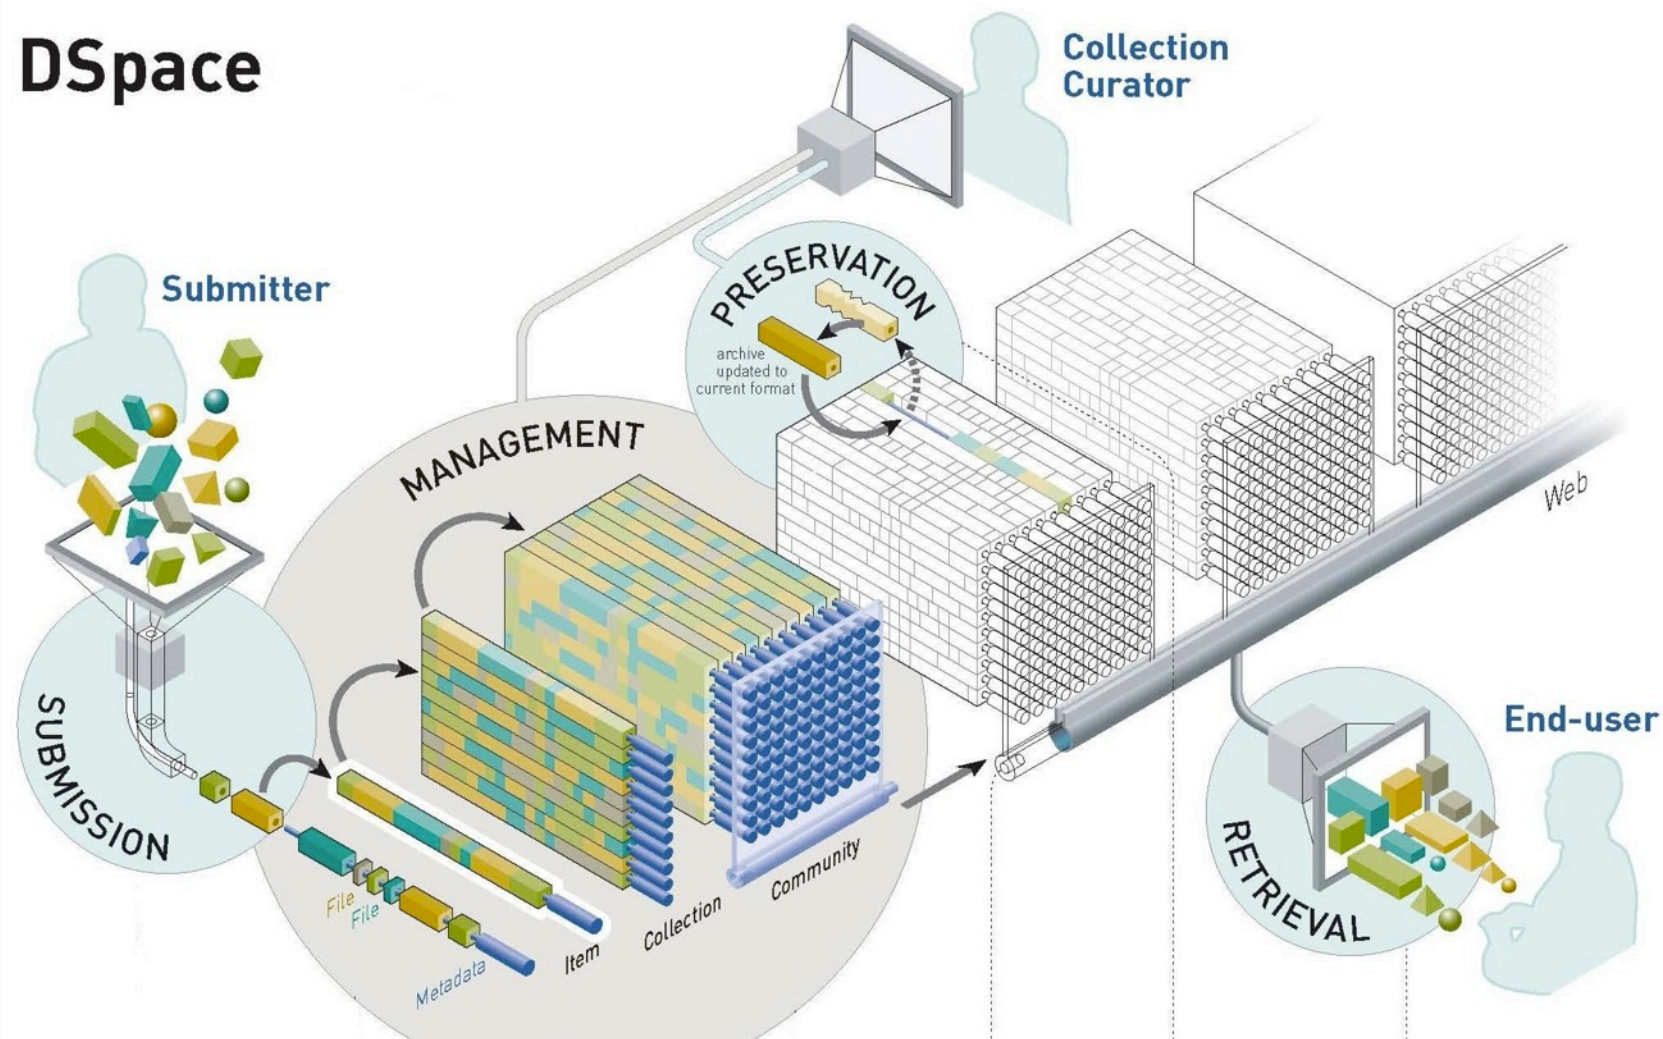 DSpace
Collection
Curator
Submitter
PRESERVATION
archive
updated to
current format
MANAGEMENT
Web
SUBMISSION
End-user
RETRIEVAL
File
File
Metadata
Item
Collection
Community